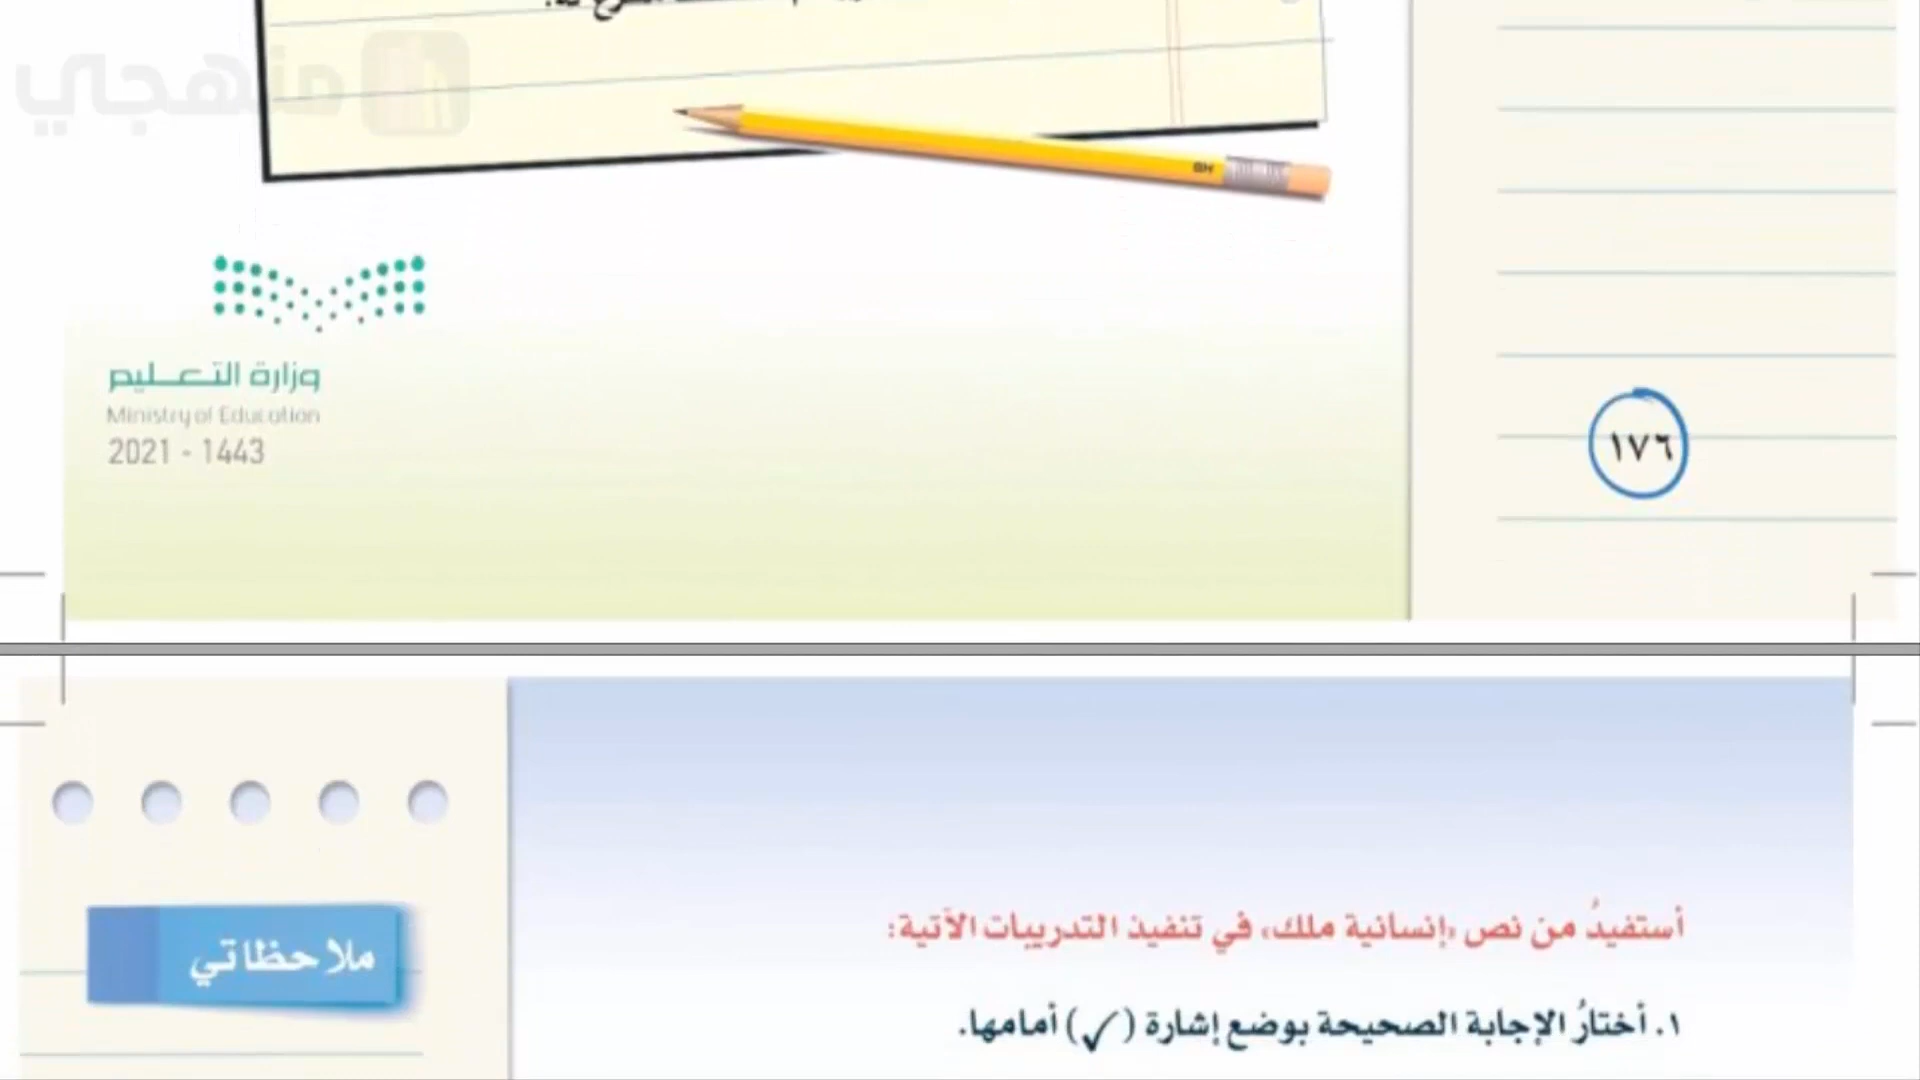 منهجي
HB
وزارة التعليم
Ministry of Education
2021 - 1443
١٧٦
ملاحظاتي
أستفيدُ من نص «إنسانية ملك» في تنفيذ التدريبات الآتية:
١. أختارُ الإجابة الصحيحة بوضع إشارة (✓) أمامها.